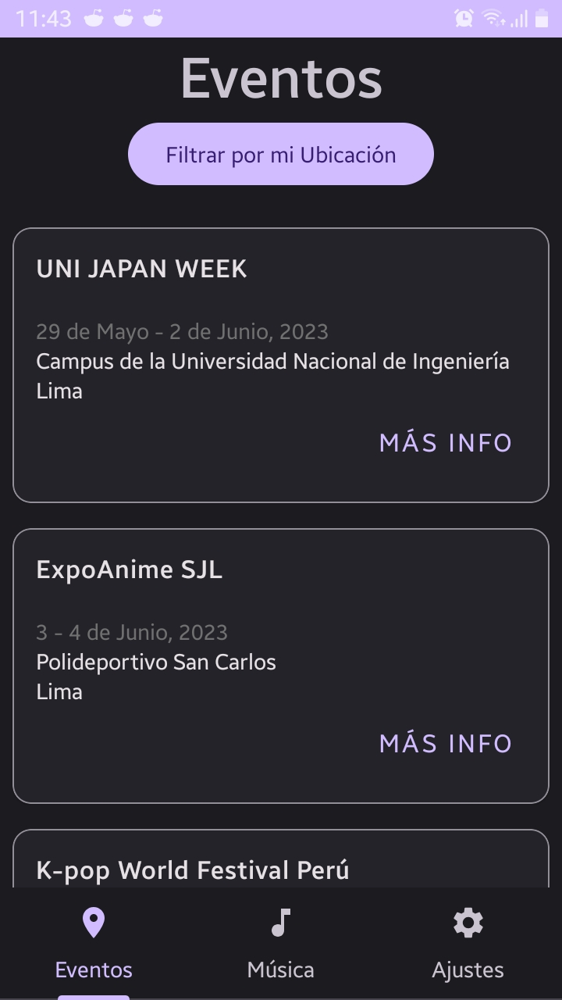 11:43
Eventos
Filtrar por mi Ubicación
UNI JAPAN WEEK
29 de Mayo - 2 de Junio, 2023
Campus de la Universidad Nacional de Ingeniería
Lima
MÁS INFO
ExpoAnime SJL
3 - 4 de Junio, 2023
Polideportivo San Carlos
Lima
MÁS INFO
K-pop World Festival Perú
Eventos
Música
Ajustes